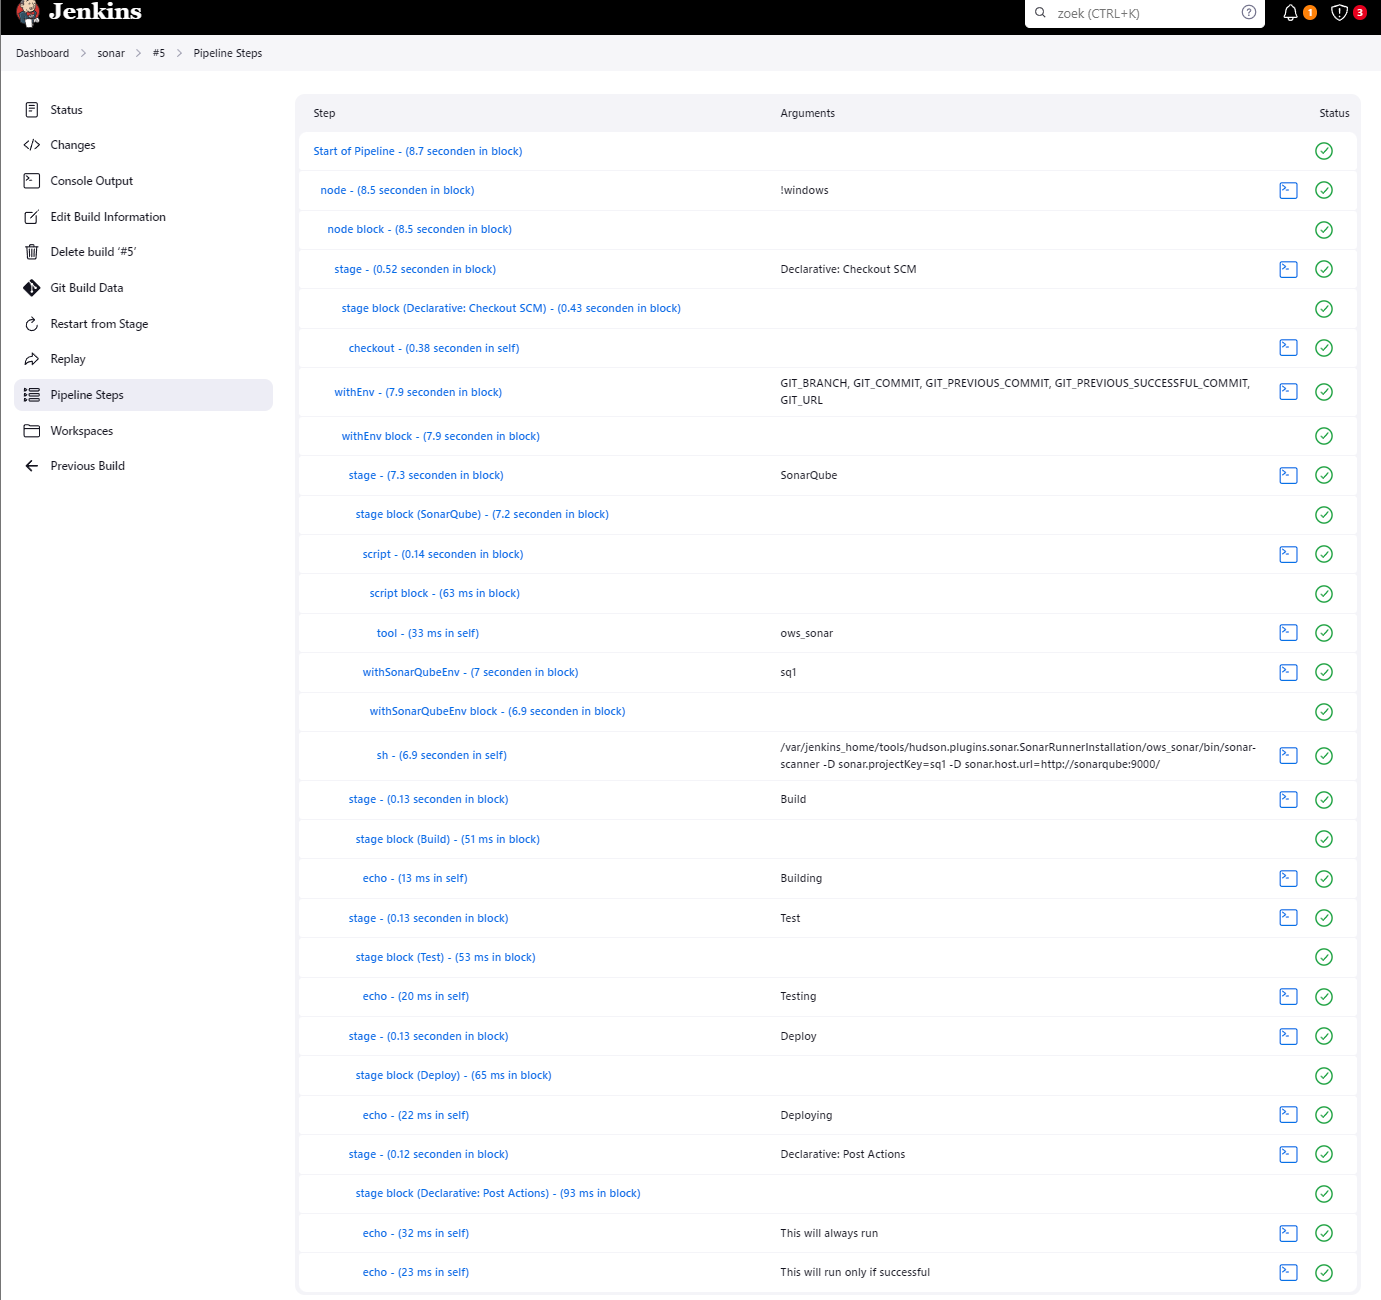 Jenkins
zoek (CTRL+K)
1
3
Dashboard > sonar > #5 > Pipeline Steps
Status
Changes
Console Output
Edit Build Information
Delete build ‘#5’
Git Build Data
Restart from Stage
Replay
Pipeline Steps
Workspaces
Previous Build
Step Arguments Status
Start of Pipeline - (8.7 seconden in block)
node - (8.5 seconden in block) !windows
node block - (8.5 seconden in block)
stage - (0.52 seconden in block) Declarative: Checkout SCM
stage block (Declarative: Checkout SCM) - (0.43 seconden in block)
checkout - (0.38 seconden in self)
withEnv - (7.9 seconden in block) GIT_BRANCH, GIT_COMMIT, GIT_PREVIOUS_COMMIT, GIT_PREVIOUS_SUCCESSFUL_COMMIT,
GIT_URL
withEnv block - (7.9 seconden in block)
stage - (7.3 seconden in block) SonarQube
stage block (SonarQube) - (7.2 seconden in block)
script - (0.14 seconden in block)
script block - (63 ms in block)
tool - (33 ms in self) ows_sonar
withSonarQubeEnv - (7 seconden in block) sq1
withSonarQubeEnv block - (6.9 seconden in block)
sh - (6.9 seconden in self) /var/jenkins_home/tools/hudson.plugins.sonar.SonarRunnerInstallation/ows_sonar/bin/sonar-
scanner -D sonar.projectKey=sq1 -D sonar.host.url=http://sonarqube:9000/
stage - (0.13 seconden in block) Build
stage block (Build) - (51 ms in block)
echo - (13 ms in self) Building
stage - (0.13 seconden in block) Test
stage block (Test) - (53 ms in block)
echo - (20 ms in self) Testing
stage - (0.13 seconden in block) Deploy
stage block (Deploy) - (65 ms in block)
echo - (22 ms in self) Deploying
stage - (0.12 seconden in block) Declarative: Post Actions
stage block (Declarative: Post Actions) - (93 ms in block)
echo - (32 ms in self) This will always run
echo - (23 ms in self) This will run only if successful